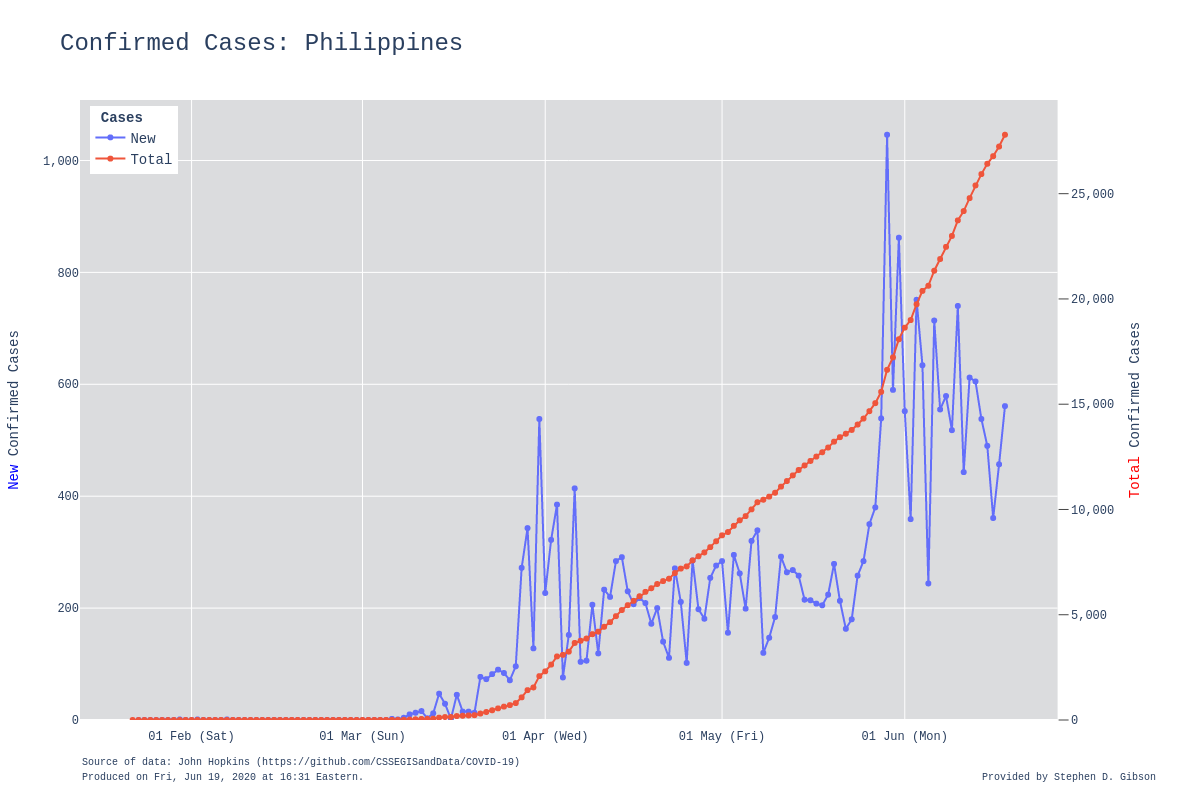 Confirmed Cases: Philippines
Cases
New
Total
1,000
800
600
400
200
0
25,000
20,000
15,000
10,000
5,000
0
New Confirmed Cases
Total Confirmed Cases
01 Feb (Sat)
01 Mar (Sun)
01 Apr (Wed)
01 May (Fri)
01 Jun (Mon)
Source of data: John Hopkins (https://github.com/CSSEGISandData/COVID-19)
Produced on Fri, Jun 19, 2020 at 16:31 Eastern.
Provided by Stephen D. Gibson